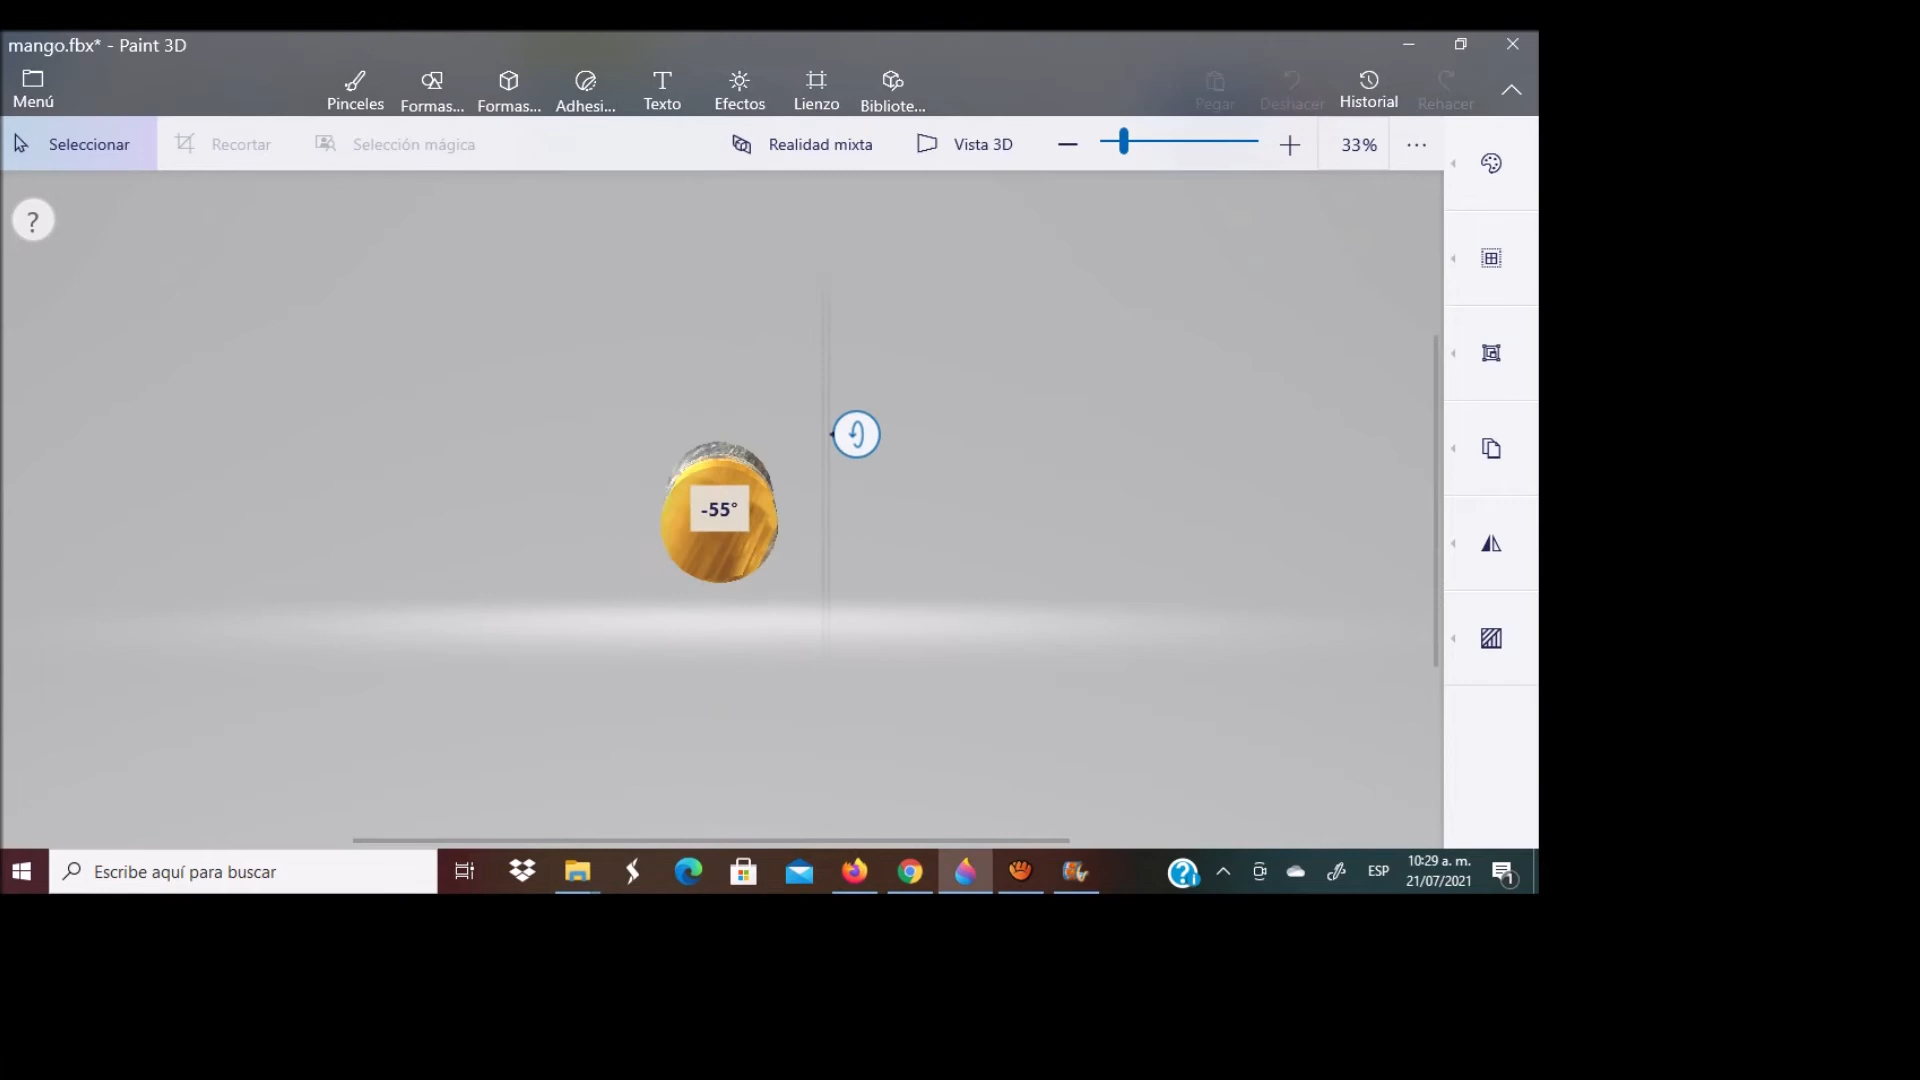 mango.fbx* - Paint 3D
Menú
Pinceles
Formas...
Formas...
Adhesi...
Texto
Efectos
Lienzo
Bibliote...
Pegar
Deshacer
Historial
Rehacer
Seleccionar
Recortar
Selección mágica
Realidad mixta
Vista 3D
33%
?
-55°
Escribe aquí para buscar
ESP
10:29 a. m.
21/07/2021
1